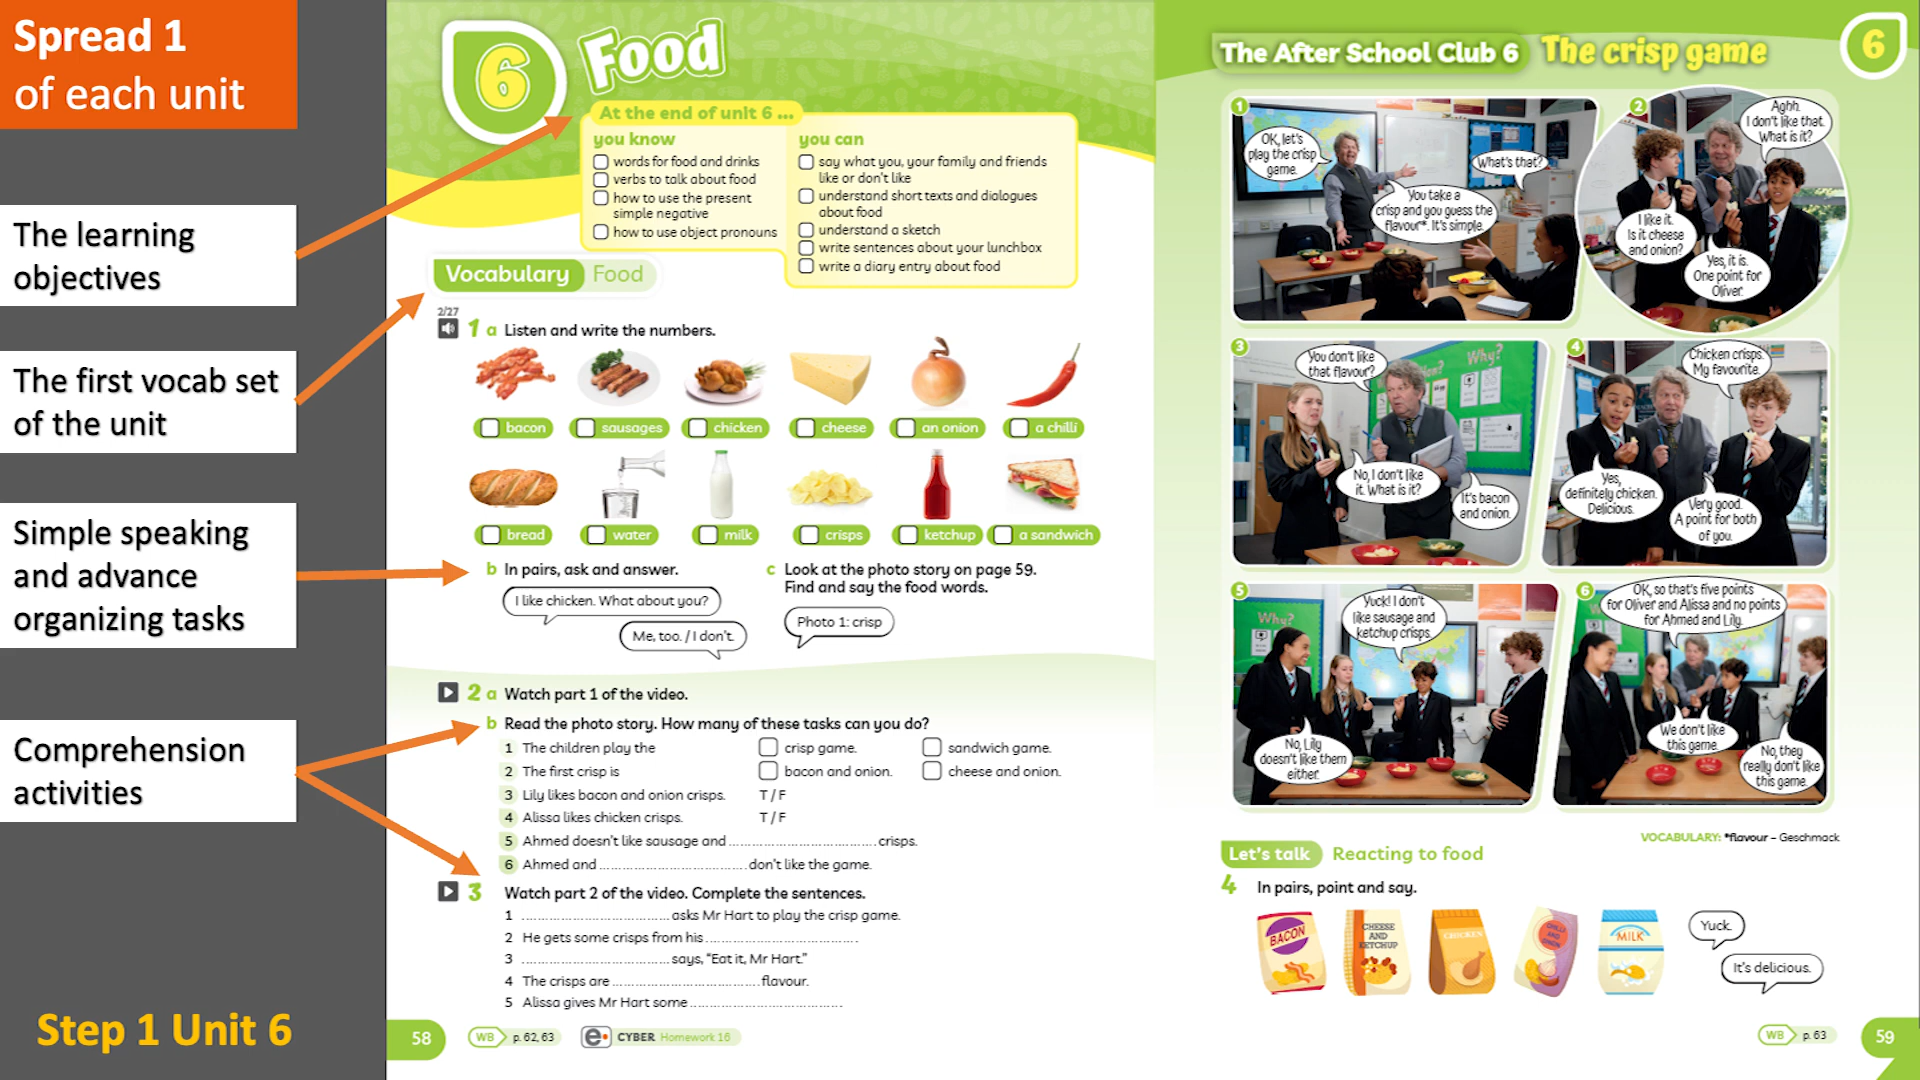 Spread 1
of each unit
The learning
objectives
The first vocab set
of the unit
Simple speaking
and advance
organizing tasks
Comprehension
activities
Step 1 Unit 6
6
Food
At the end of unit 6 ...
you know
words for food and drinks
verbs to talk about food
how to use the present
simple negative
how to use object pronouns
you can
say what you, your family and friends
like or don't like
understand short texts and dialogues
about food
understand a sketch
write sentences about your lunchbox
write a diary entry about food
Vocabulary Food
2/27
1 a Listen and write the numbers.
bacon
sausages
chicken
cheese
an onion
a chilli
bread
water
milk
crisps
ketchup
a sandwich
b In pairs, ask and answer.
I like chicken. What about you?
Me, too. / I don't.
c Look at the photo story on page 59.
Find and say the food words.
Photo 1: crisp
2 a Watch part 1 of the video.
b Read the photo story. How many of these tasks can you do?
1 The children play the crisp game. sandwich game.
2 The first crisp is bacon and onion. cheese and onion.
3 Lily likes bacon and onion crisps. T / F
4 Alissa likes chicken crisps. T / F
5 Ahmed doesn't like sausage and ........................................ crisps.
6 Ahmed and ........................................ don't like the game.
3 Watch part 2 of the video. Complete the sentences.
1 ........................................ asks Mr Hart to play the crisp game.
2 He gets some crisps from his ........................................
3 ........................................ says, "Eat it, Mr Hart."
4 The crisps are ........................................ flavour.
5 Alissa gives Mr Hart some ........................................
58
WB p. 62, 63
e• CYBER Homework 16
The After School Club 6 The crisp game
6
1
OK, let's
play the crisp
game.
What's that?
You take a
crisp and you guess the
flavour*. It's simple.
2
Aghh.
I don't like that.
What is it?
I like it.
Is it cheese
and onion?
Yes, it is.
One point for
Oliver.
3
You don't like
that flavour?
No, I don't like
it. What is it?
It's bacon
and onion.
Why?
4
Chicken crisps.
My favourite.
Yes,
definitely chicken.
Delicious.
Very good.
A point for both
of you.
5
Why?
Yuck! I don't
like sausage and
ketchup crisps.
No, Lily
doesn't like them
either.
6
OK, so that's five points
for Oliver and Alissa and no points
for Ahmed and Lily.
We don't like
this game.
No, they
really don't like
this game.
VOCABULARY: *flavour – Geschmack
Let's talk Reacting to food
4 In pairs, point and say.
BACON
CHEESE
AND
KETCHUP
CHICKEN
CHILLI
AND
ONION
MILK
Yuck.
It's delicious.
WB p. 63
59